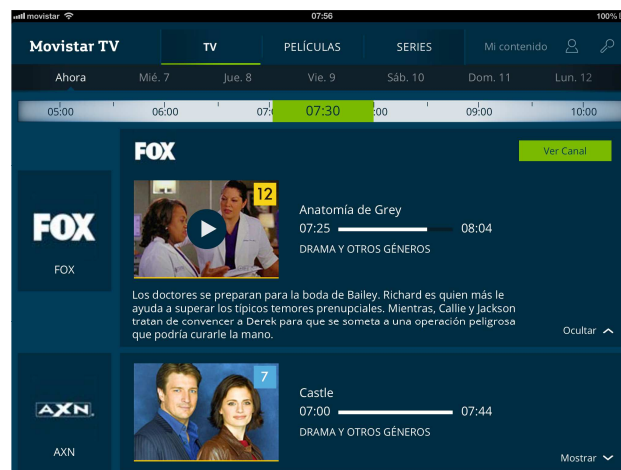 movistar 07:56 100%
Movistar TV TV PELÍCULAS SERIES Mi contenido
Ahora Mié. 7 Jue. 8 Vie. 9 Sáb. 10 Dom. 11 Lun. 12
05:00 06:00 07: 07:30 :00 09:00 10:00
FOX Ver Canal
12
FOX
FOX
Anatomía de Grey
07:25 08:04
DRAMA Y OTROS GÉNEROS
Los doctores se preparan para la boda de Bailey. Richard es quien más le
ayuda a superar los típicos temores prenupciales. Mientras, Callie y Jackson
tratan de convencer a Derek para que se someta a una operación peligrosa
que podría curarle la mano.
Ocultar
7
AXN
AXN
Castle
07:00 07:44
DRAMA Y OTROS GÉNEROS
Mostrar